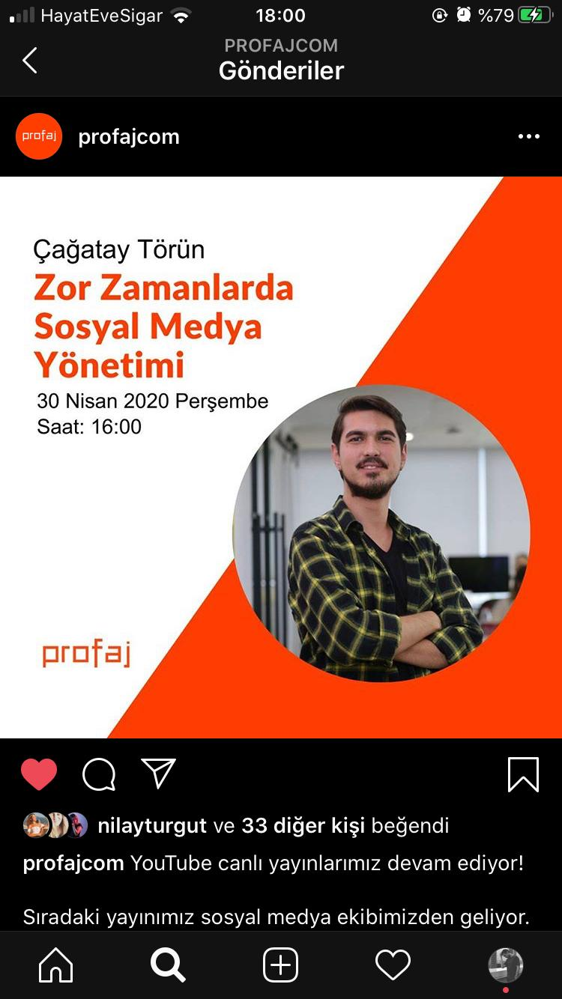 HayatEveSigar 18:00 %79
PROFAJCOM
Gönderiler
profaj
profajcom
Çağatay Törün
Zor Zamanlarda
Sosyal Medya
Yönetimi
30 Nisan 2020 Perşembe
Saat: 16:00
profaj
nilayturgut ve 33 diğer kişi beğendi
profajcom YouTube canlı yayınlarımız devam ediyor!
Sıradaki yayınımız sosyal medya ekibimizden geliyor.